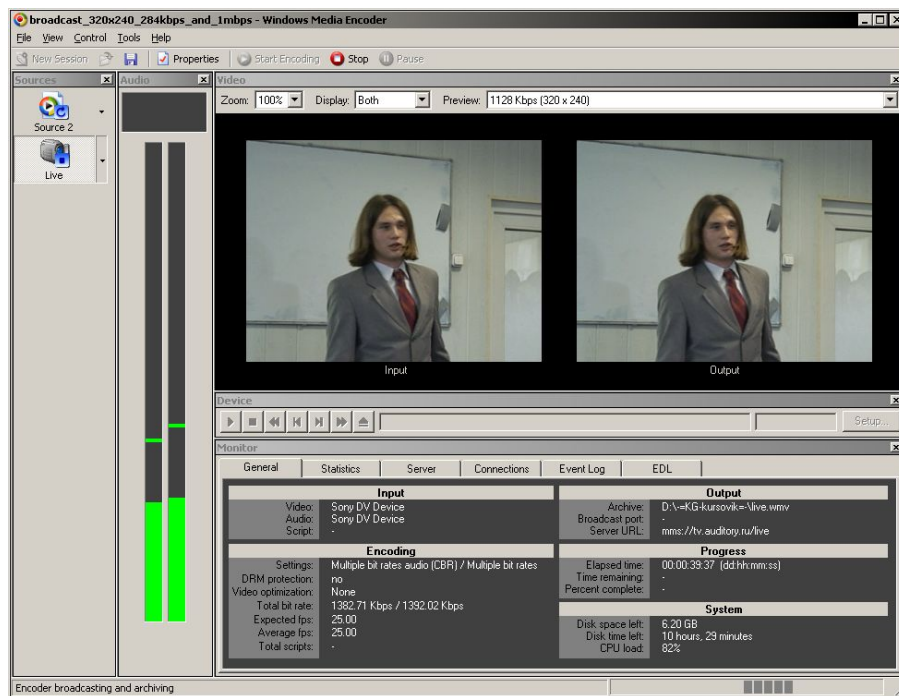 broadcast_320x240_284kbps_and_1mbps - Windows Media Encoder
File View Control Tools Help
New Session Properties Start Encoding Stop Pause
Sources
Source 2
Live
Audio
Video
Zoom: 100% Display: Both Preview: 1128 Kbps (320 x 240)
Input Output
Device
Setup...
Monitor
General Statistics Server Connections Event Log EDL
Input
Video: Sony DV Device
Audio: Sony DV Device
Script: -
Encoding
Settings: Multiple bit rates audio (CBR) / Multiple bit rates
DRM protection: no
Video optimization: None
Total bit rate: 1382.71 Kbps / 1392.02 Kbps
Expected fps: 25.00
Average fps: 25.00
Total scripts: -
Output
Archive: D:\-=KG-kursovik=-\live.wmv
Broadcast port: -
Server URL: mms://tv.auditory.ru/live
Progress
Elapsed time: 00:00:39:37 (dd:hh:mm:ss)
Time remaining: -
Percent complete: -
System
Disk space left: 6.20 GB
Disk time left: 10 hours, 29 minutes
CPU load: 82%
Encoder broadcasting and archiving